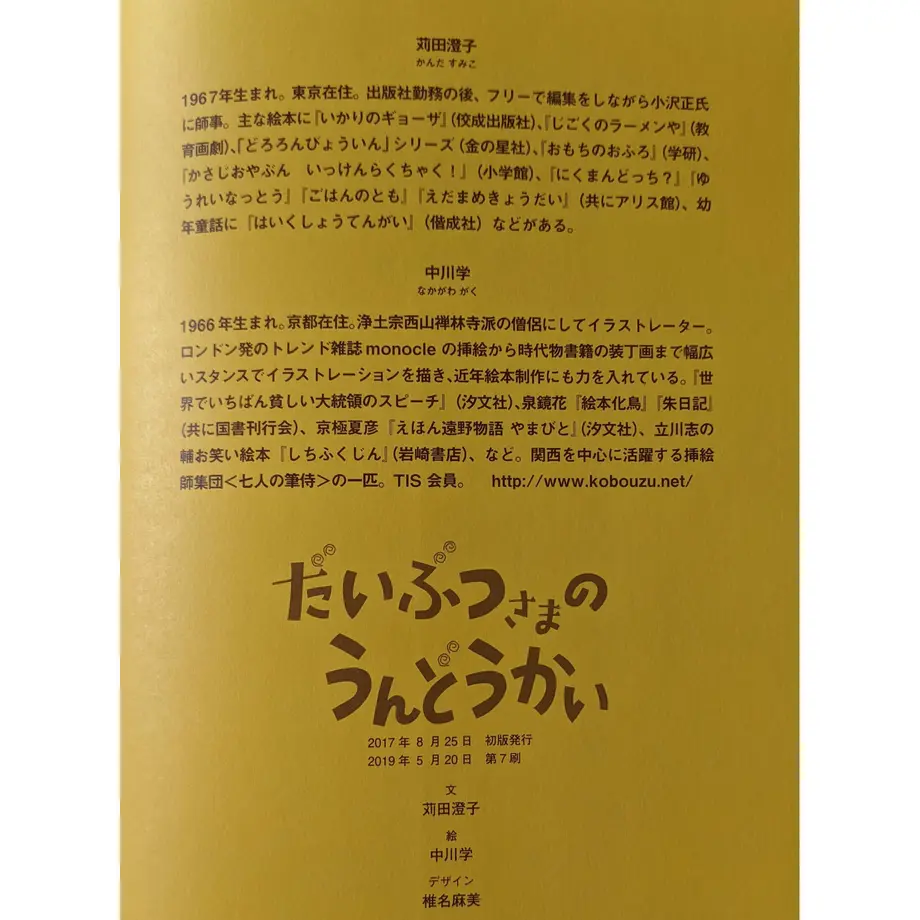 苅田澄子
かんだ すみこ
1967年生まれ。東京在住。出版社勤務の後、フリーで編集をしながら小沢正氏
に師事。主な絵本に『いかりのギョーザ』(佼成出版社)、『じごくのラーメンや』(教
育画劇)、「どろろんびょういん」シリーズ(金の星社)、『おもちのおふろ』(学研)、
『かさじおやぶん いっけんらくちゃく！』(小学館)、『にくまんどっち？』『ゆ
うれいなっとう』『ごはんのとも』『えだまめきょうだい』(共にアリス館)、幼
年童話に『はいくしょうてんがい』(偕成社) などがある。
中川学
なかがわ がく
1966年生まれ。京都在住。浄土宗西山禅林寺派の僧侶にしてイラストレーター。
ロンドン発のトレンド雑誌monocleの挿絵から時代物書籍の装丁画まで幅広
いスタンスでイラストレーションを描き、近年絵本制作にも力を入れている。『世
界でいちばん貧しい大統領のスピーチ』(汐文社)、泉鏡花『絵本化鳥』『朱日記』
(共に国書刊行会)、京極夏彦『えほん遠野物語 やまびと』(汐文社)、立川志の
輔お笑い絵本『しちふくじん』(岩崎書店)、など。関西を中心に活躍する挿絵
師集団＜七人の筆侍＞の一匹。TIS会員。 http://www.kobouzu.net/
だいぶつさまの
うんどうかい
2017年 8月25日 初版発行
2019年 5月20日 第7刷
文
苅田澄子
絵
中川学
デザイン
椎名麻美